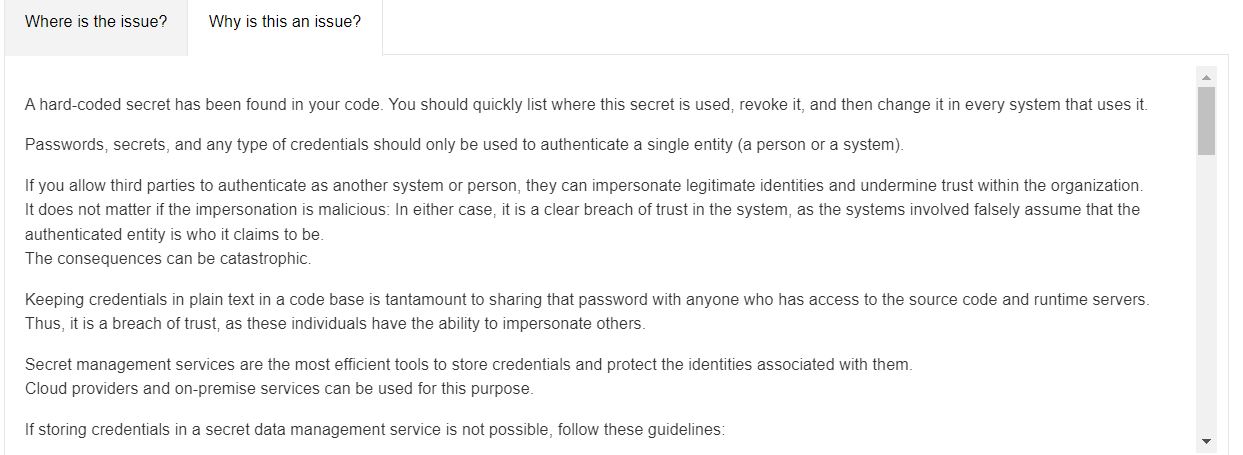 Where is the issue?
Why is this an issue?
A hard-coded secret has been found in your code. You should quickly list where this secret is used, revoke it, and then change it in every system that uses it.
Passwords, secrets, and any type of credentials should only be used to authenticate a single entity (a person or a system).
If you allow third parties to authenticate as another system or person, they can impersonate legitimate identities and undermine trust within the organization.
It does not matter if the impersonation is malicious: In either case, it is a clear breach of trust in the system, as the systems involved falsely assume that the
authenticated entity is who it claims to be.
The consequences can be catastrophic.
Keeping credentials in plain text in a code base is tantamount to sharing that password with anyone who has access to the source code and runtime servers.
Thus, it is a breach of trust, as these individuals have the ability to impersonate others.
Secret management services are the most efficient tools to store credentials and protect the identities associated with them.
Cloud providers and on-premise services can be used for this purpose.
If storing credentials in a secret data management service is not possible, follow these guidelines: